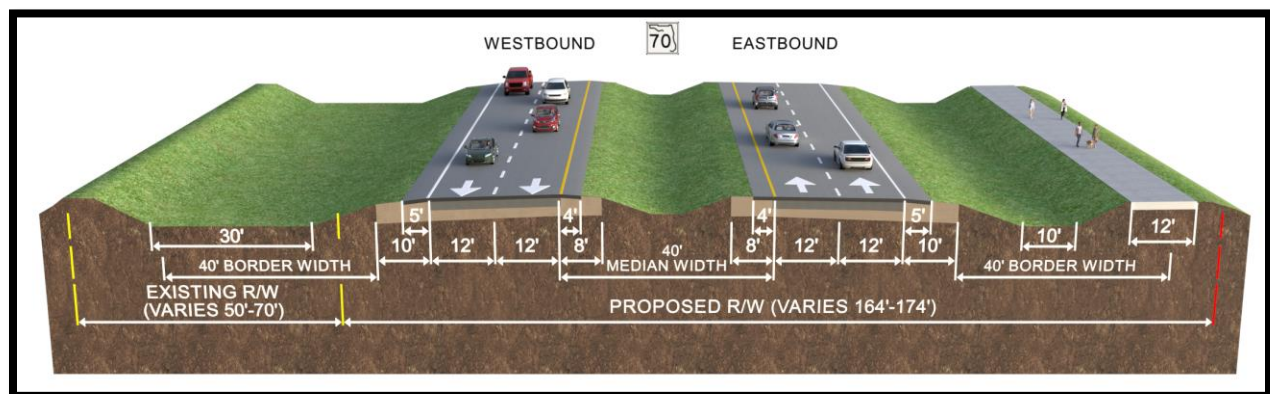 WESTBOUND
70
EASTBOUND
5'
4'
4'
5'
30'
10'
12'
12'
8'
40'
8'
12'
12'
10'
10'
12'
40' BORDER WIDTH
MEDIAN WIDTH
40' BORDER WIDTH
EXISTING R/W
(VARIES 50'-70')
PROPOSED R/W (VARIES 164'-174')